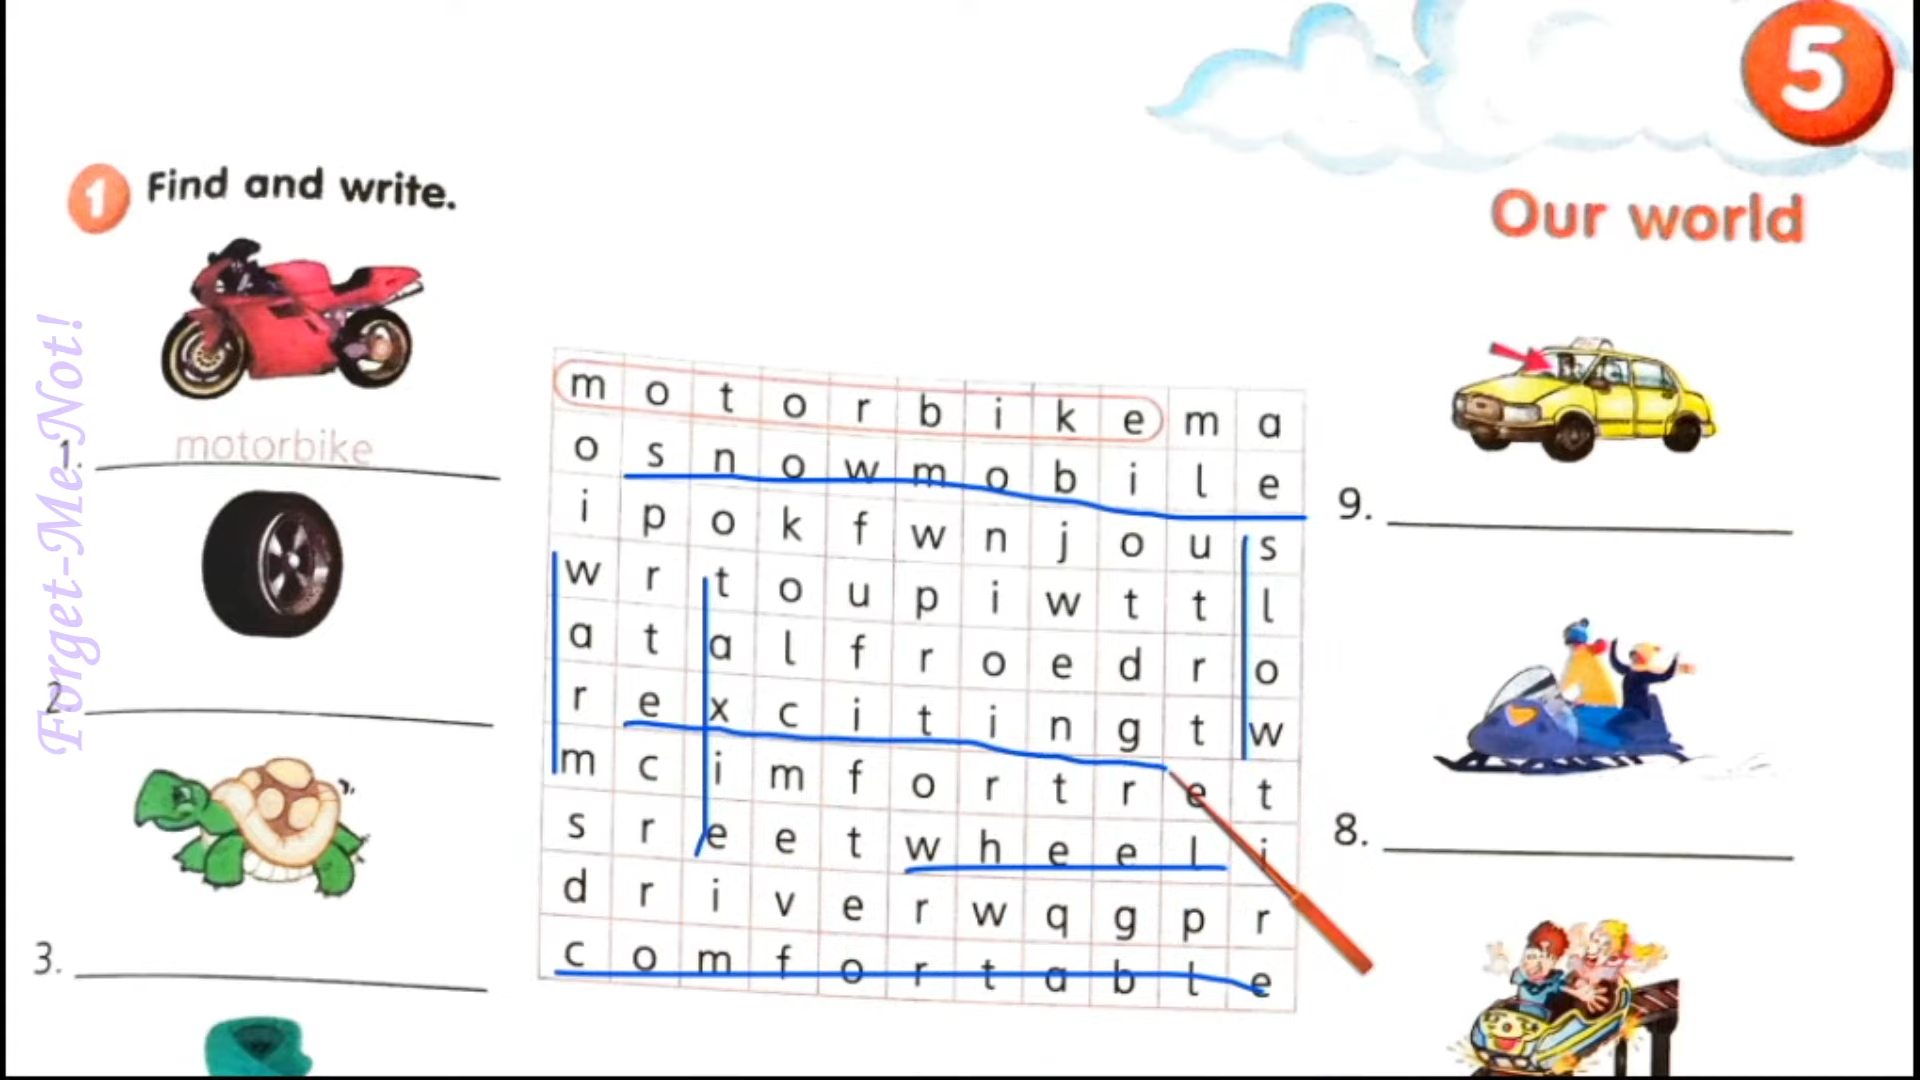 5
Our world
1 Find and write.
Forget-Me-Not!
1. motorbike
2.
3.
m o t o r b i k e m a
o s n o w m o b i l e
i p o k f w n j o u s
w r t o u p i w t t l
a t a l f r o e d r o
r e x c i t i n g t w
m c i m f o r t r e t
s r e e t w h e e l i
d r i v e r w q g p r
c o m f o r t a b l e
9.
8.